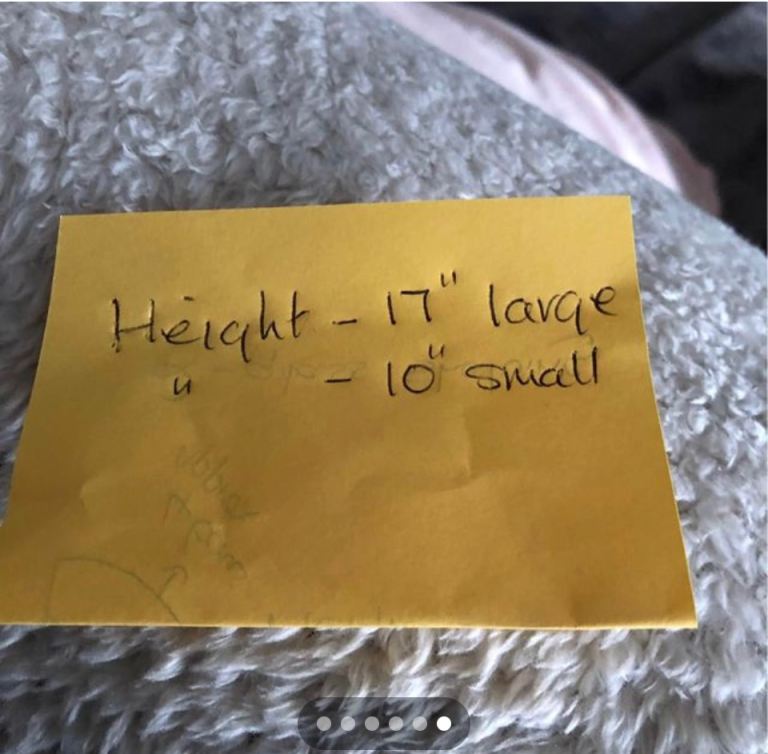 Height - 17" large
" - 10" small